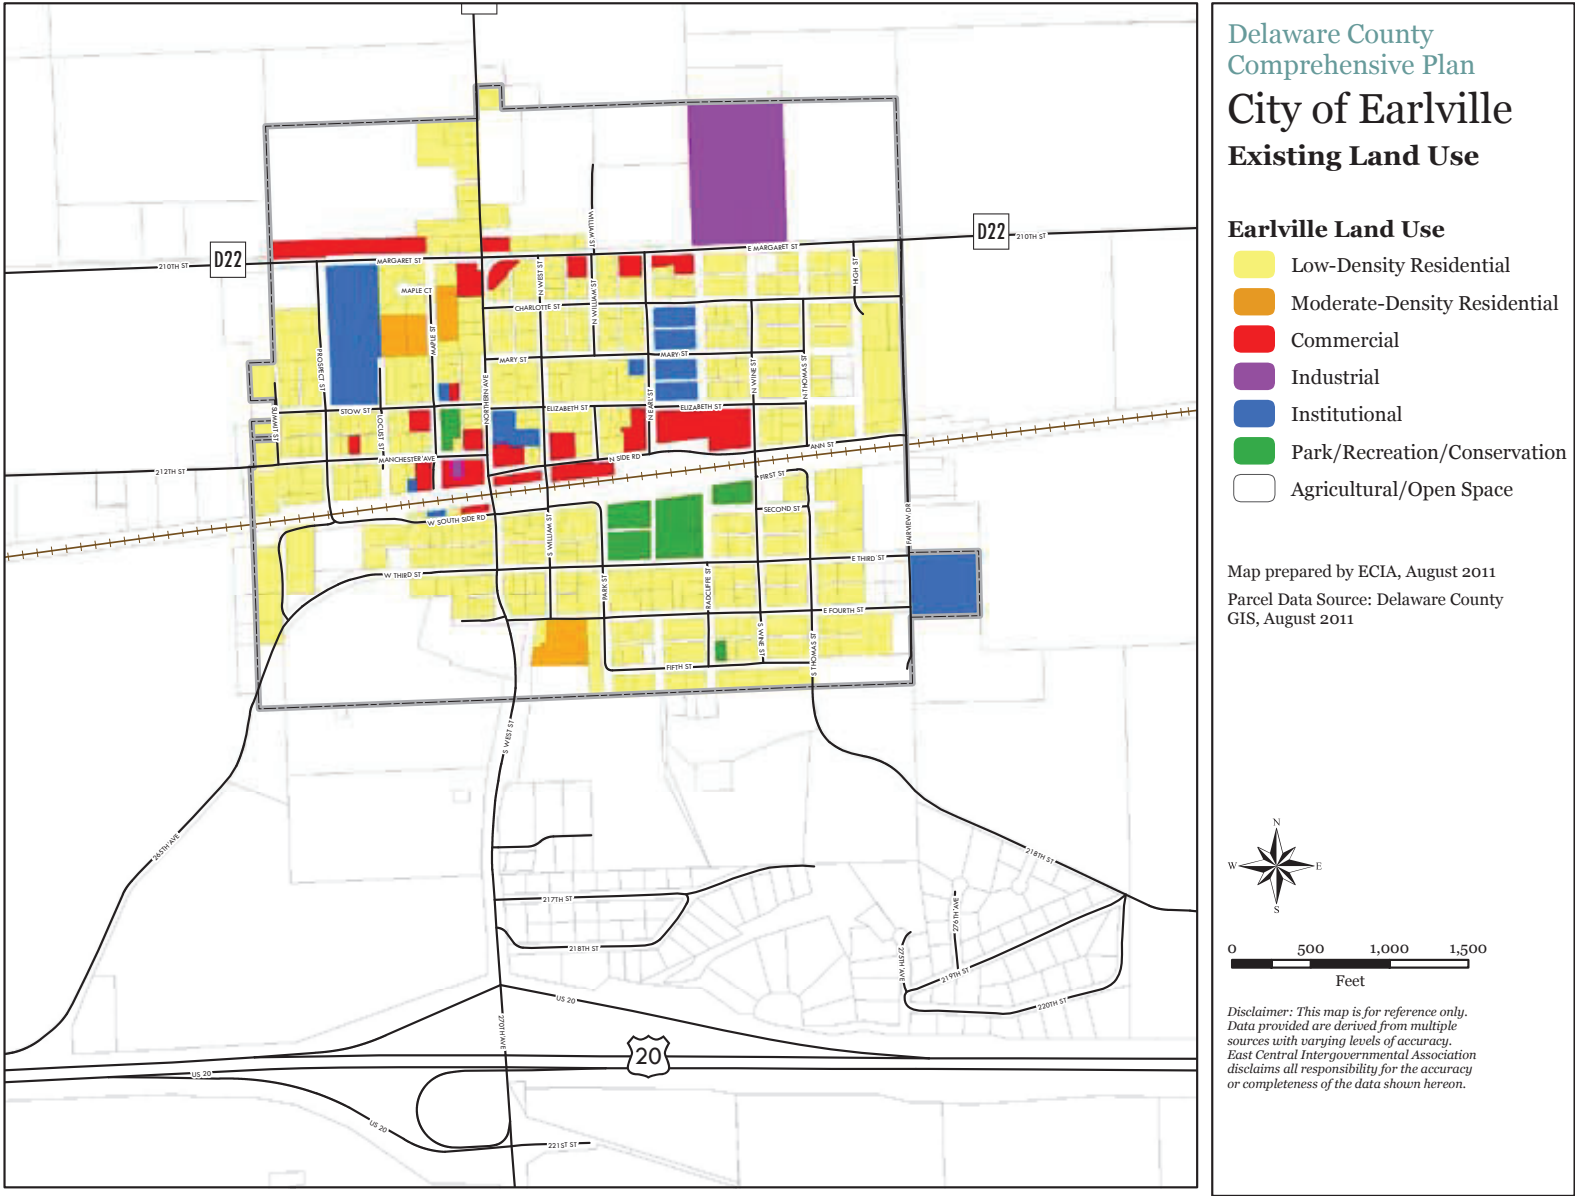 Delaware County
Comprehensive Plan
City of Earlville
Existing Land Use
Earlville Land Use
Low-Density Residential
Moderate-Density Residential
Commercial
Industrial
Institutional
Park/Recreation/Conservation
Agricultural/Open Space
Map prepared by ECIA, August 2011
Parcel Data Source: Delaware County
GIS, August 2011
N
W
E
S
0 500 1,000 1,500
Feet
Disclaimer: This map is for reference only.
Data provided are derived from multiple
sources with varying levels of accuracy.
East Central Intergovernmental Association
disclaims all responsibility for the accuracy
or completeness of the data shown hereon.
WILLIAM ST
D22
210TH ST
E MARGARET ST
D22
210TH ST
MARGARET ST
HIGH ST
N WEST ST
N WILLIAM ST
MAPLE CT
CHARLOTTE ST
MAPLE ST
PROSPECT ST
MARY ST
MARY ST
N WINE ST
N THOMAS ST
NORTHERN AVE
N EARL ST
SUMMIT ST
STOW ST
LOCUST ST
ELIZABETH ST
ELIZABETH ST
ANN ST
212TH ST
MANCHESTER AVE
N SIDE RD
FIRST ST
SECOND ST
W SOUTH SIDE RD
S WILLIAM ST
FAIRVIEW DR
E THIRD ST
W THIRD ST
PARK ST
RADCLIFFE ST
E FOURTH ST
S WINE ST
S THOMAS ST
FIFTH ST
S WEST ST
265TH AVE
218TH ST
217TH ST
276TH AVE
218TH ST
275TH AVE
219TH ST
220TH ST
US 20
270TH AVE
20
US 20
US 20
221ST ST